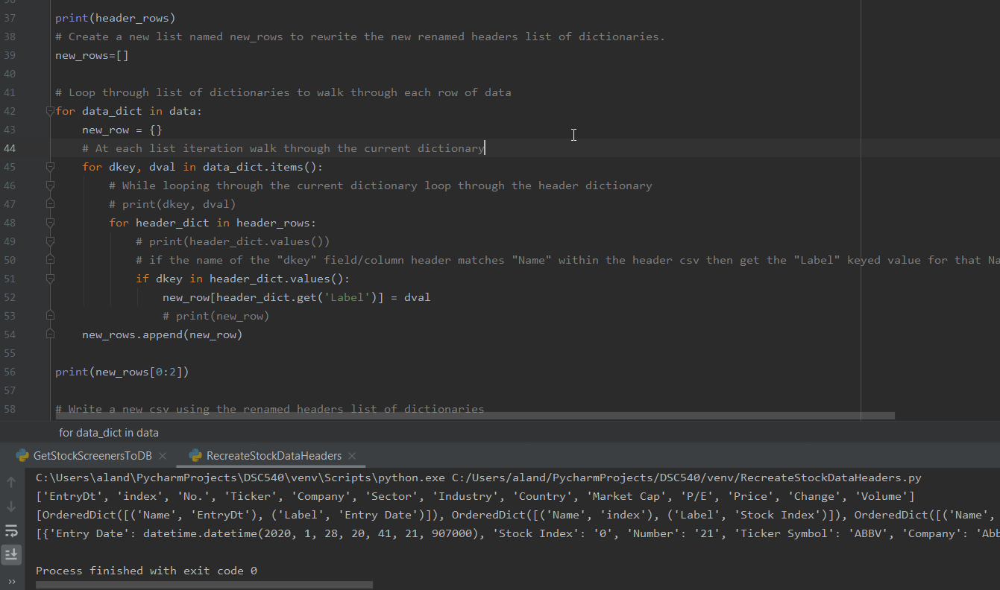 37 print(header_rows)
38 # Create a new list named new_rows to rewrite the new renamed headers list of dictionaries.
39 new_rows=[]
40
41 # Loop through list of dictionaries to walk through each row of data
42 for data_dict in data:
43 new_row = {}
44 # At each list iteration walk through the current dictionary
45 for dkey, dval in data_dict.items():
46 # While looping through the current dictionary loop through the header dictionary
47 # print(dkey, dval)
48 for header_dict in header_rows:
49 # print(header_dict.values())
50 # if the name of the "dkey" field/column header matches "Name" within the header csv then get the "Label" keyed value for that Na
51 if dkey in header_dict.values():
52 new_row[header_dict.get('Label')] = dval
53 # print(new_row)
54 new_rows.append(new_row)
55
56 print(new_rows[0:2])
57
58 # Write a new csv using the renamed headers list of dictionaries
for data_dict in data
GetStockScreenersToDB × RecreateStockDataHeaders ×
C:\Users\aland\PycharmProjects\DSC540\venv\Scripts\python.exe C:/Users/aland/PycharmProjects/DSC540/venv/RecreateStockDataHeaders.py
['EntryDt', 'index', 'No.', 'Ticker', 'Company', 'Sector', 'Industry', 'Country', 'Market Cap', 'P/E', 'Price', 'Change', 'Volume']
[OrderedDict([('Name', 'EntryDt'), ('Label', 'Entry Date')]), OrderedDict([('Name', 'index'), ('Label', 'Stock Index')]), OrderedDict([('Name',
[{'Entry Date': datetime.datetime(2020, 1, 28, 20, 41, 21, 907000), 'Stock Index': '0', 'Number': '21', 'Ticker Symbol': 'ABBV', 'Company': 'Abb
Process finished with exit code 0